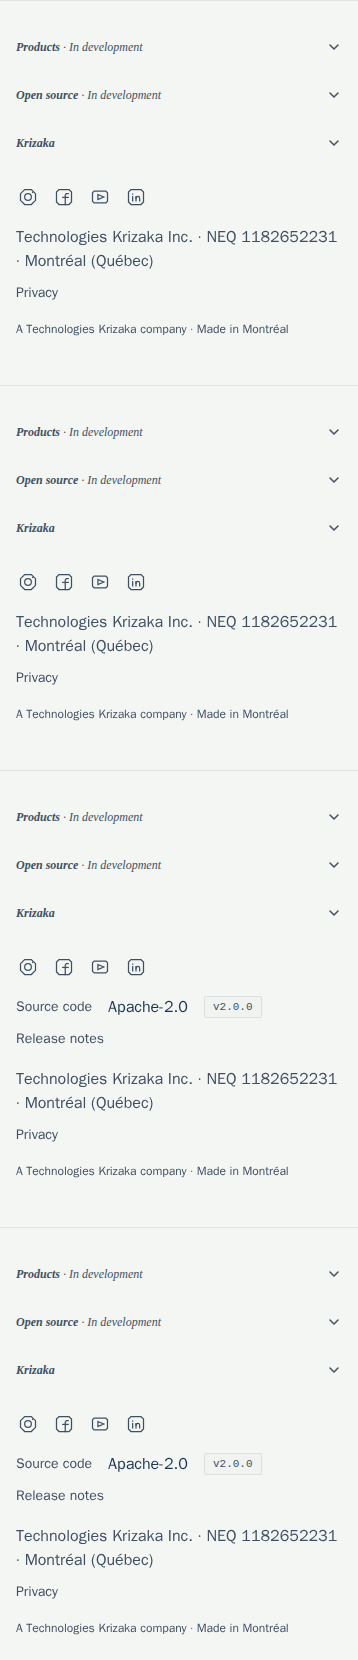 Products · In development
Open source · In development
Krizaka
Technologies Krizaka Inc. · NEQ 1182652231
· Montréal (Québec)
Privacy
A Technologies Krizaka company · Made in Montréal
Products · In development
Open source · In development
Krizaka
Technologies Krizaka Inc. · NEQ 1182652231
· Montréal (Québec)
Privacy
A Technologies Krizaka company · Made in Montréal
Products · In development
Open source · In development
Krizaka
Source code Apache-2.0 v2.0.0
Release notes
Technologies Krizaka Inc. · NEQ 1182652231
· Montréal (Québec)
Privacy
A Technologies Krizaka company · Made in Montréal
Products · In development
Open source · In development
Krizaka
Source code Apache-2.0 v2.0.0
Release notes
Technologies Krizaka Inc. · NEQ 1182652231
· Montréal (Québec)
Privacy
A Technologies Krizaka company · Made in Montréal